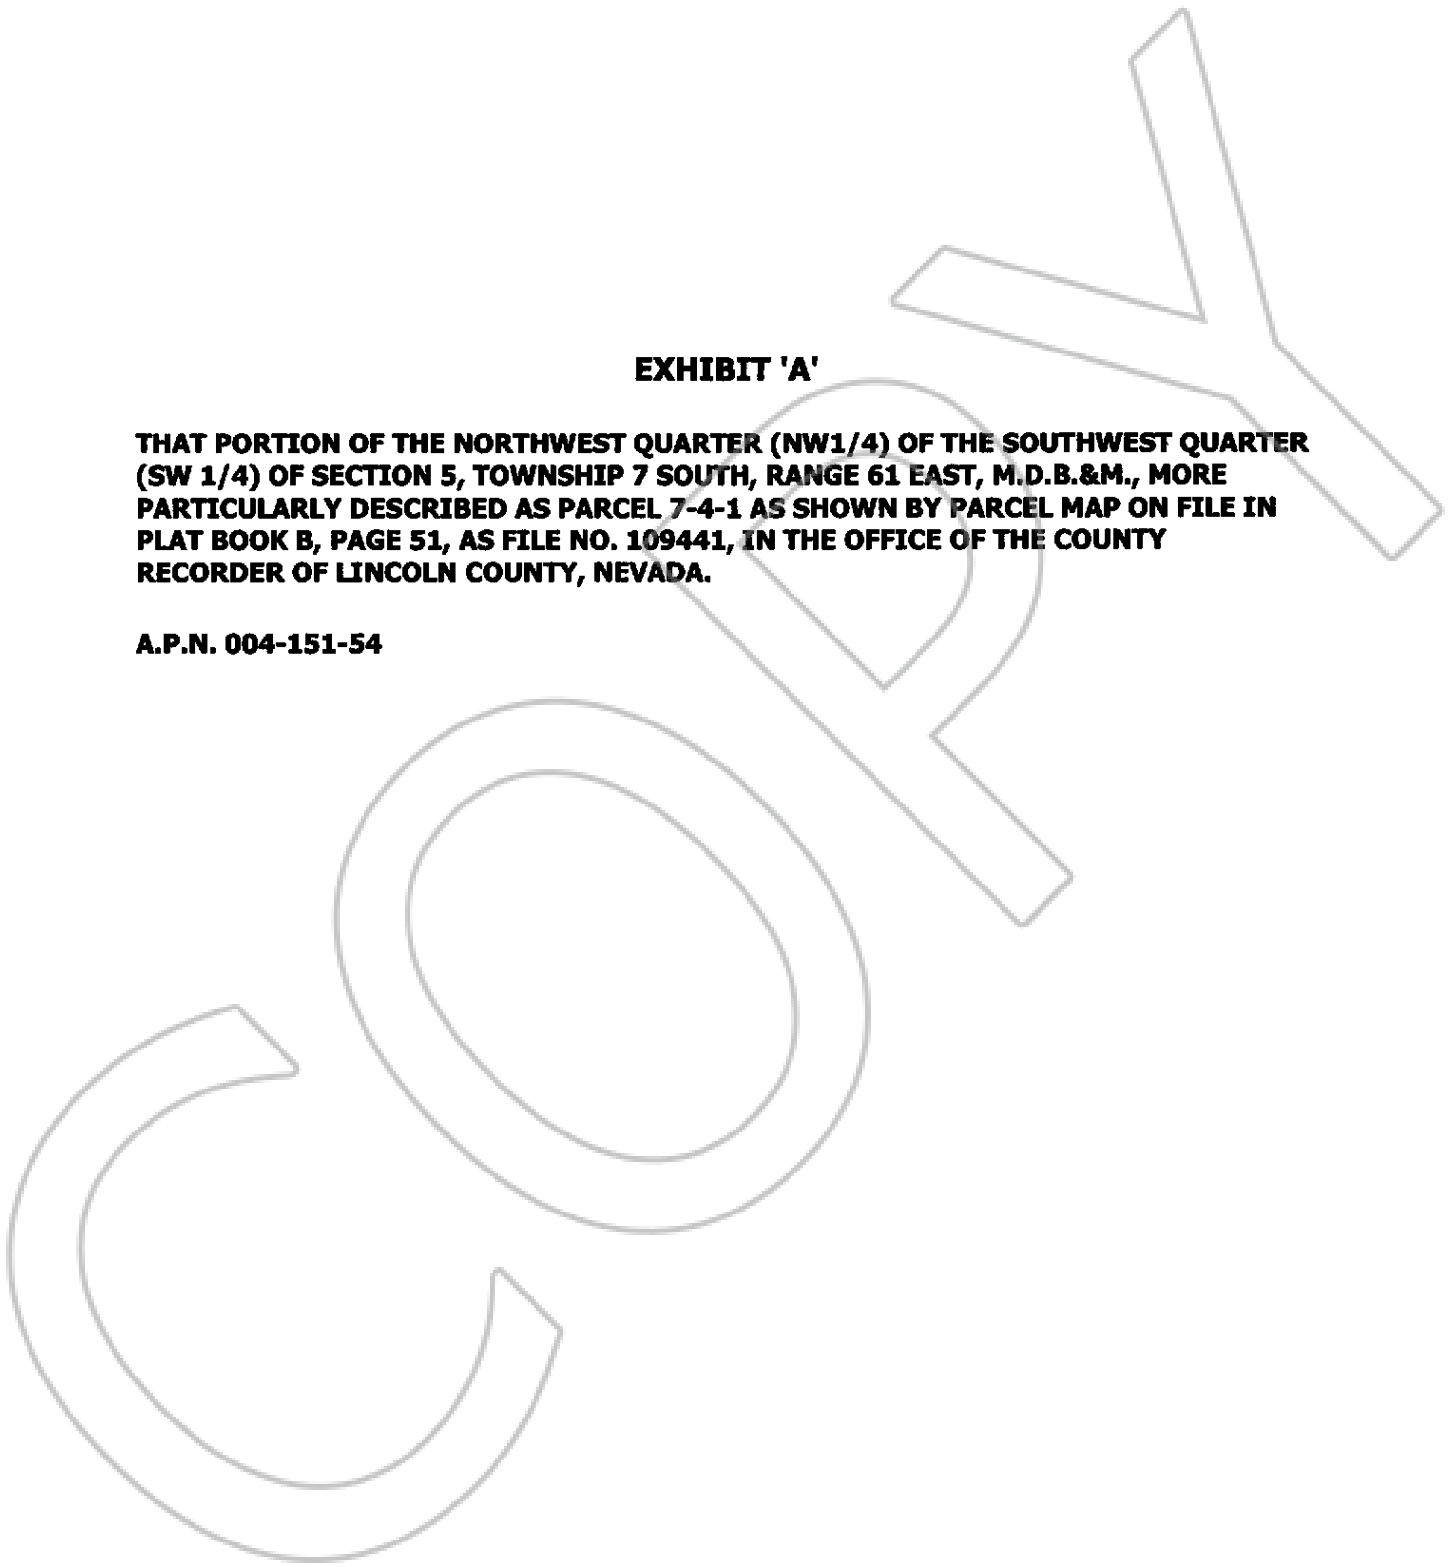 EXHIBIT 'A'
THAT PORTION OF THE NORTHWEST QUARTER (NW1/4) OF THE SOUTHWEST QUARTER
(SW 1/4) OF SECTION 5, TOWNSHIP 7 SOUTH, RANGE 61 EAST, M.D.B.&M., MORE
PARTICULARLY DESCRIBED AS PARCEL 7-4-1 AS SHOWN BY PARCEL MAP ON FILE IN
PLAT BOOK B, PAGE 51, AS FILE NO. 109441, IN THE OFFICE OF THE COUNTY
RECORDER OF LINCOLN COUNTY, NEVADA.
A.P.N. 004-151-54
COPY